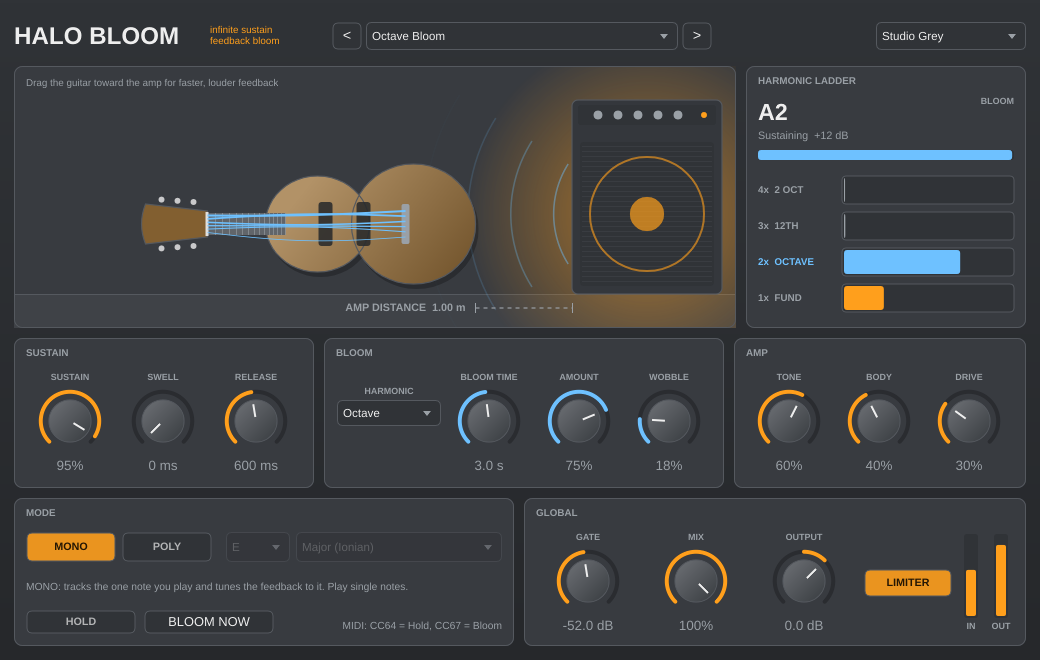 HALO BLOOM
infinite sustain
feedback bloom
<
Octave Bloom
>
Studio Grey
Drag the guitar toward the amp for faster, louder feedback
AMP DISTANCE 1.00 m
HARMONIC LADDER
A2
BLOOM
Sustaining +12 dB
4x 2 OCT
3x 12TH
2x OCTAVE
1x FUND
SUSTAIN
SUSTAIN SWELL RELEASE
95% 0 ms 600 ms
BLOOM
HARMONIC
Octave
BLOOM TIME AMOUNT WOBBLE
3.0 s 75% 18%
AMP
TONE BODY DRIVE
60% 40% 30%
MODE
MONO POLY E Major (Ionian)
MONO: tracks the one note you play and tunes the feedback to it. Play single notes.
HOLD BLOOM NOW MIDI: CC64 = Hold, CC67 = Bloom
GLOBAL
GATE MIX OUTPUT
-52.0 dB 100% 0.0 dB
LIMITER
IN OUT